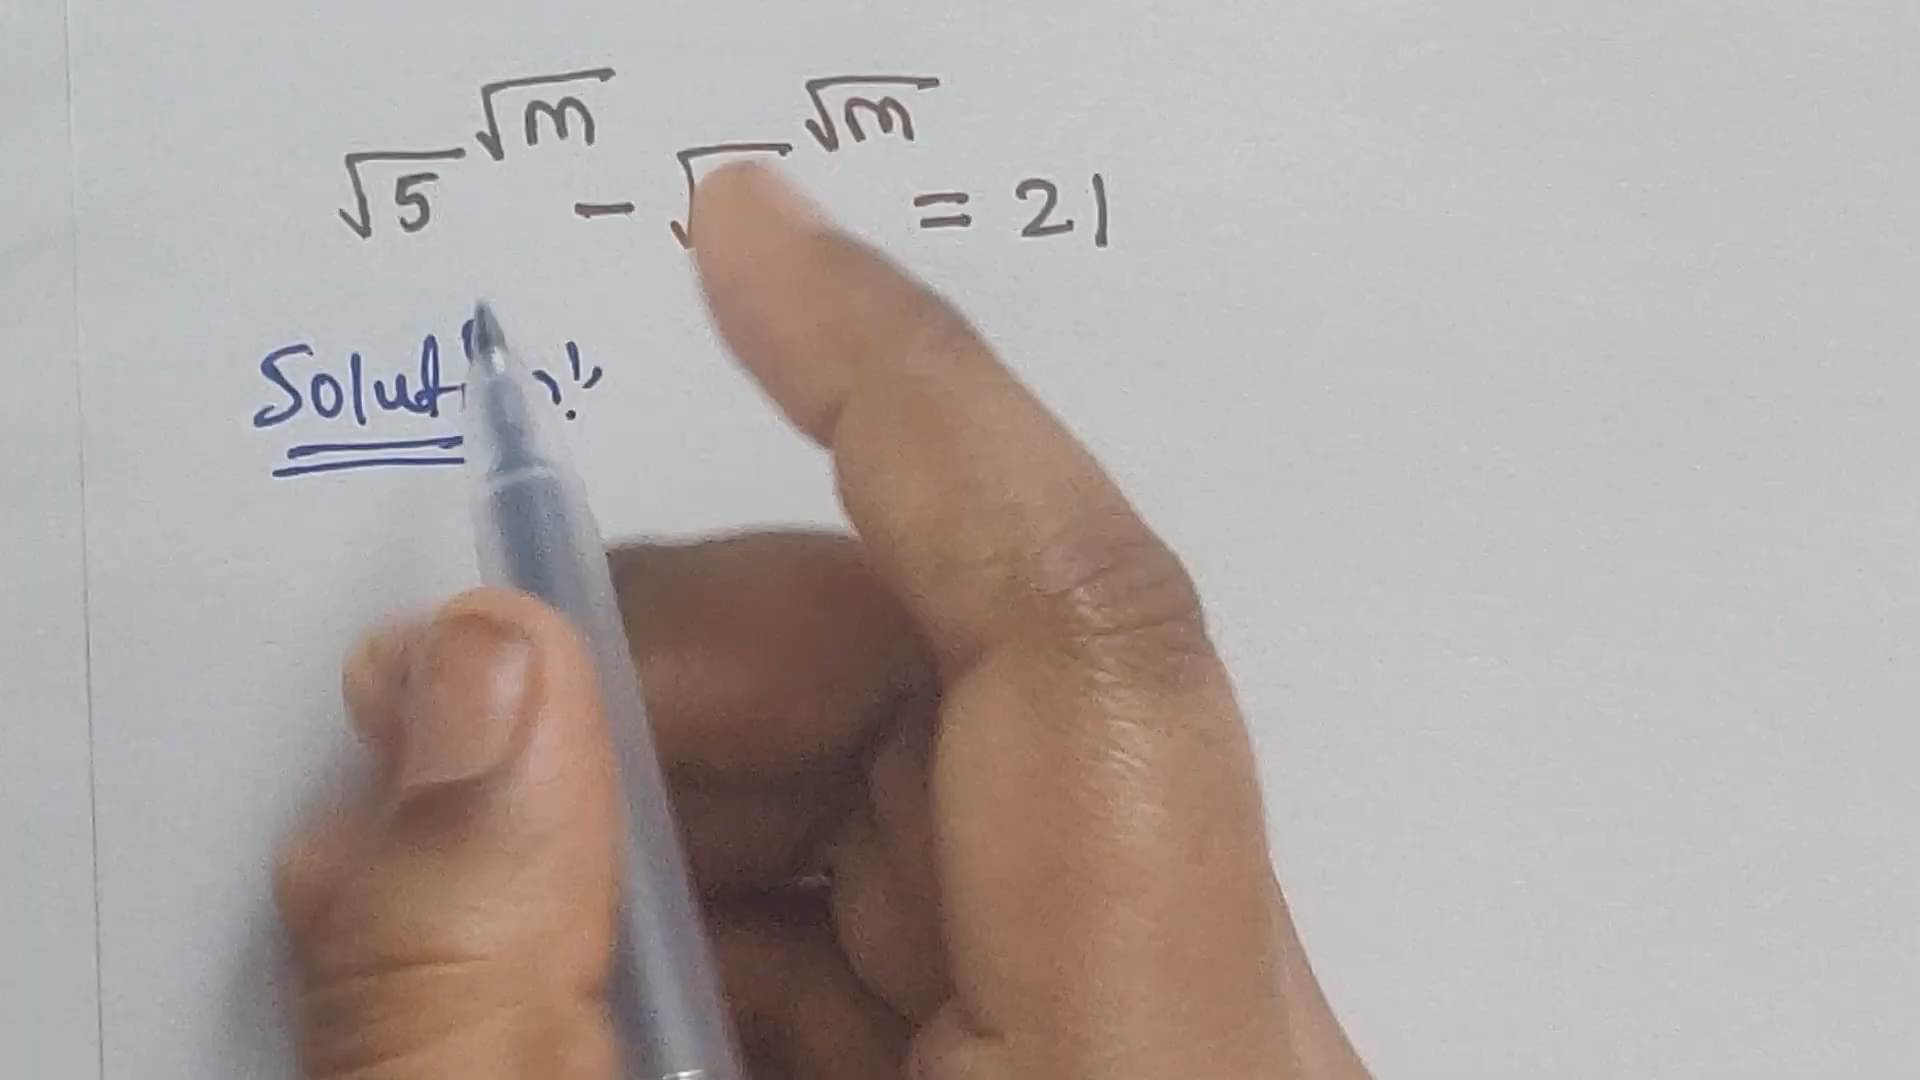 √5^√m - √ ^√m = 21
Solut